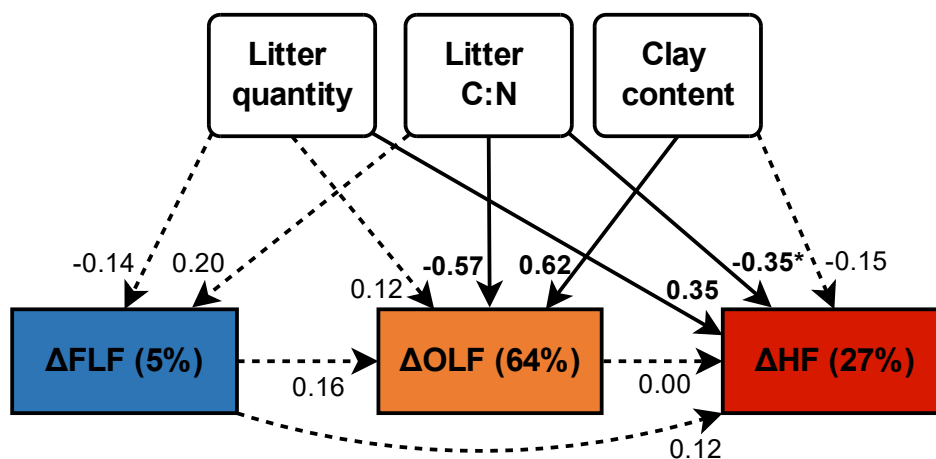 Litter
quantity
Litter
C:N
Clay
content
-0.14
0.20
0.12
-0.57
0.62
0.35
-0.35*
-0.15
ΔFLF (5%)
ΔOLF (64%)
ΔHF (27%)
0.16
0.00
0.12